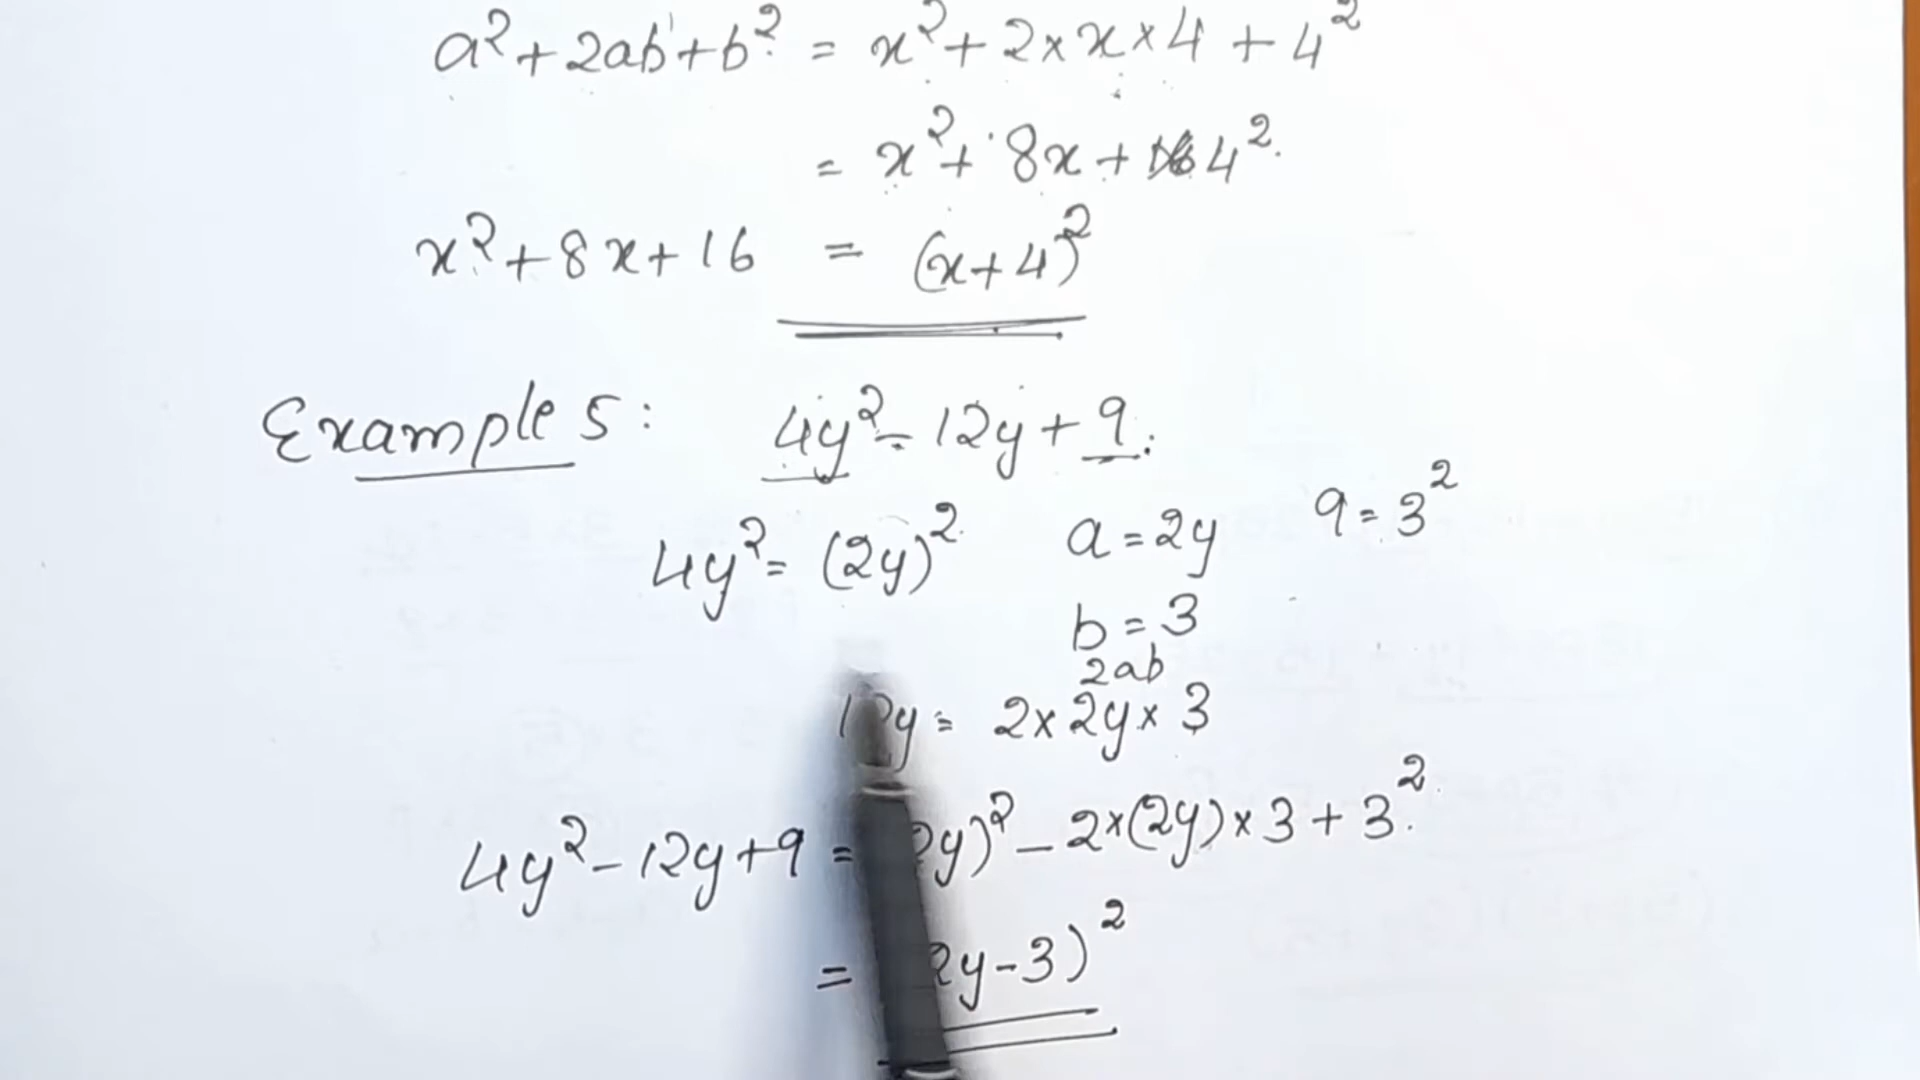 a²+2ab+b² = x²+2×x×4+4²
= x²+8x+4²
x²+8x+16 = (x+4)²
Example 5: 4y²-12y+9.
4y²=(2y)² a=2y 9=3²
b=3
2ab
y= 2×2y×3
4y²-12y+9= y)²-2×(2y)×3+3²
= 2y-3)²